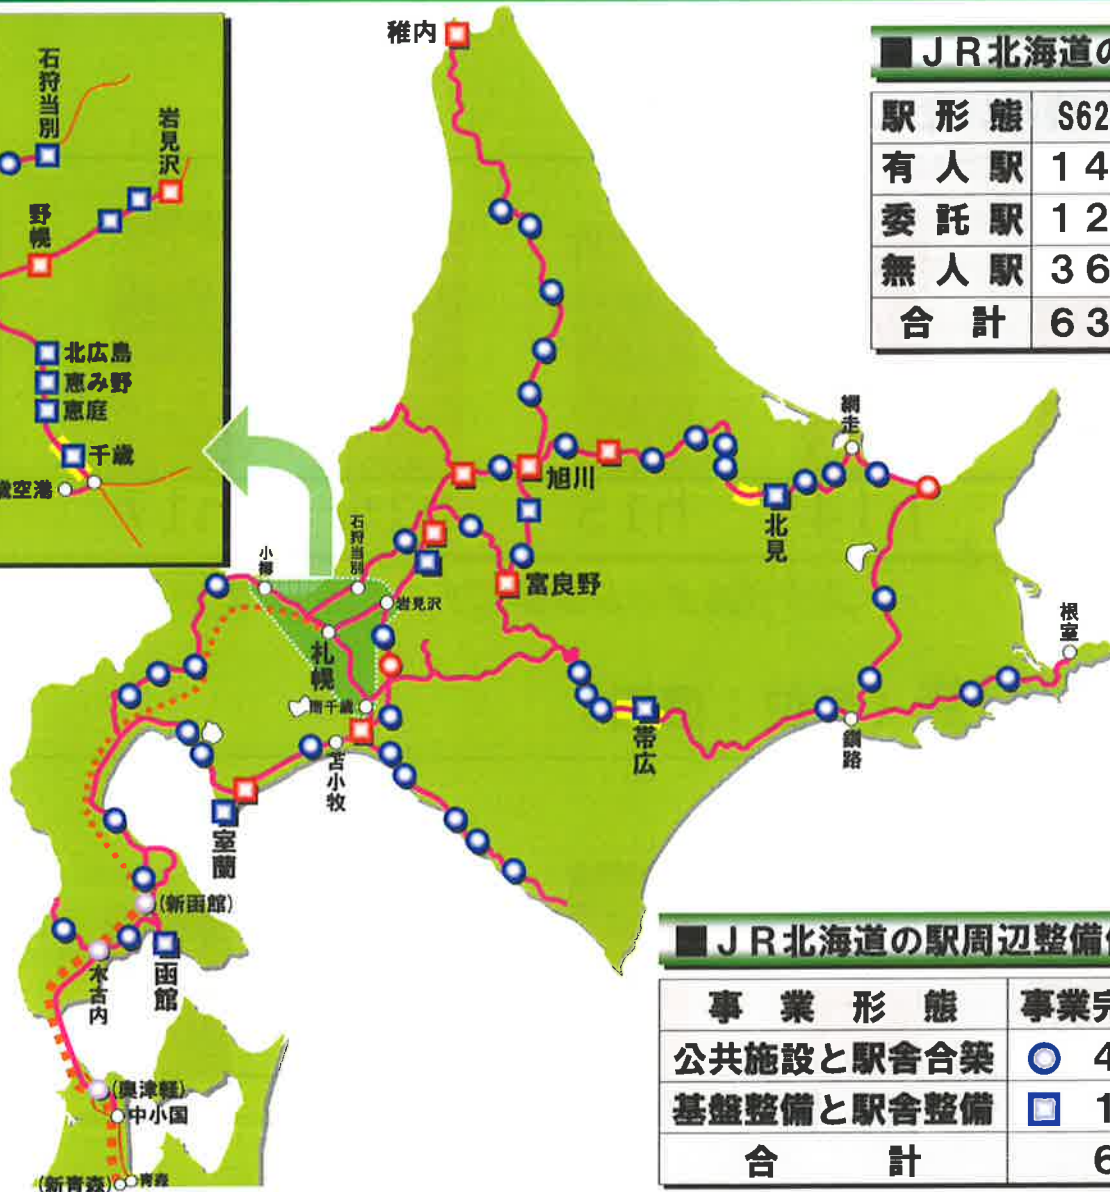 稚内
■JR北海道の
駅形態 S62
有人駅 14
委託駅 12
無人駅 36
合計 63
石狩当別
岩見沢
野幌
北広島
恵み野
恵庭
千歳
歳空港
網走
旭川
北見
石狩当別
小樽
岩見沢
富良野
根室
札幌
南千歳
帯広
釧路
苫小牧
室蘭
(新函館)
函館
木古内
(奥津軽)
中小国
(新青森)
青森
■JR北海道の駅周辺整備
事業形態 事業完
公共施設と駅舎合築 4
基盤整備と駅舎整備 1
合計 6